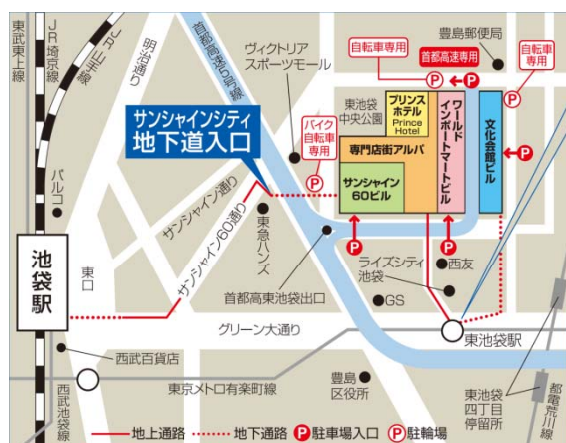 東武東上線
JR埼京線
JR山手線
明治通り
首都高速5号線
ヴィクトリア
スポーツモール
自転車
専用
P
首都高速専用
P
豊島郵便局
自転車
専用
P
サンシャインシティ
地下道入口
バイク
自転車
専用
P
東池袋
中央公園
プリンス
ホテル
Prince
Hotel
ワールド
インポートマートビル
専門店街アルパ
サンシャイン
60ビル
文化会館ビル
P
P
P
パルコ
サンシャイン通り
サンシャイン60通り
東急ハンズ
池袋駅
東口
首都高東池袋出口
ライズシティ
池袋
西友
GS
グリーン大通り
東池袋駅
西武百貨店
西武池袋線
東京メトロ有楽町線
豊島
区役所
東池袋
四丁目
停留所
都電荒川線
地上通路
地下通路
P駐車場入口
P駐輪場